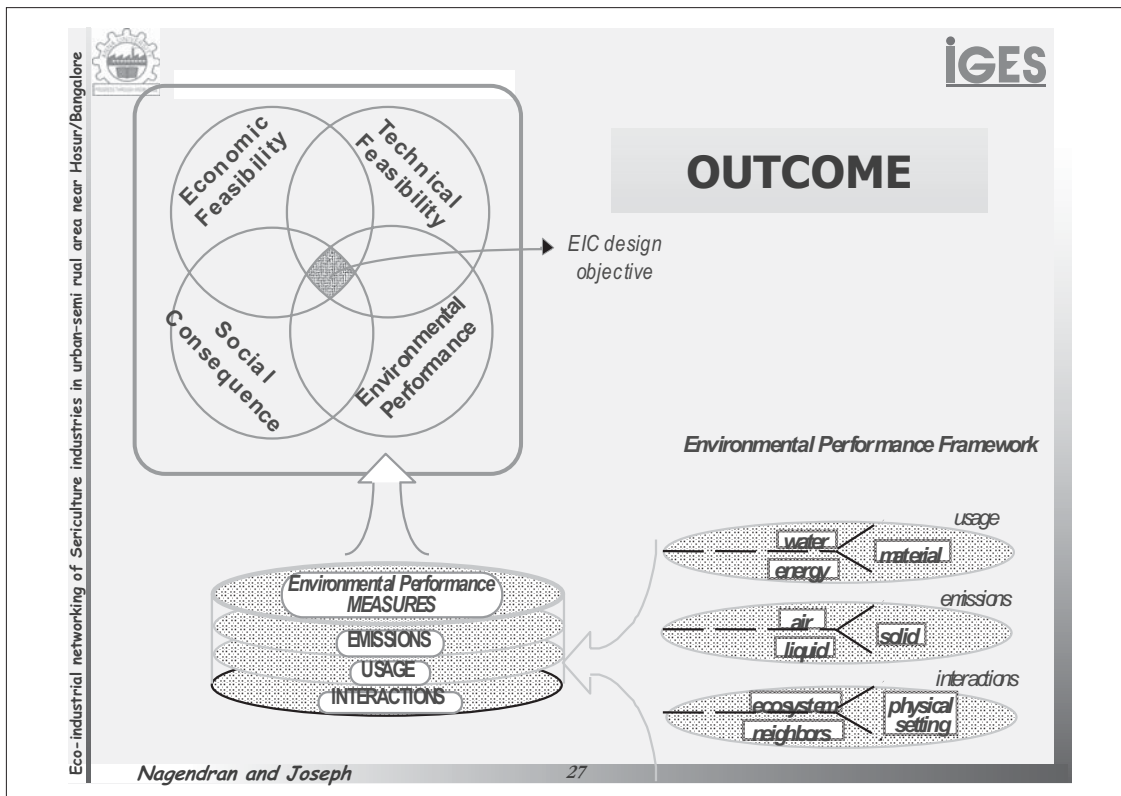 Eco-industrial networking of Sericulture industries in urban-semi rual area near Hosur/Bangalore
iGES
OUTCOME
Economic
Feasibility
Technical
Feasibility
EIC design
objective
Social
Consequence
Environmental
Performance
Environmental Performance Framework
usage
water
energy
material
emissions
air
liquid
solid
interactions
ecosystem
neighbors
physical
setting
Environmental Performance
MEASURES
EMISSIONS
USAGE
INTERACTIONS
Nagendran and Joseph
27